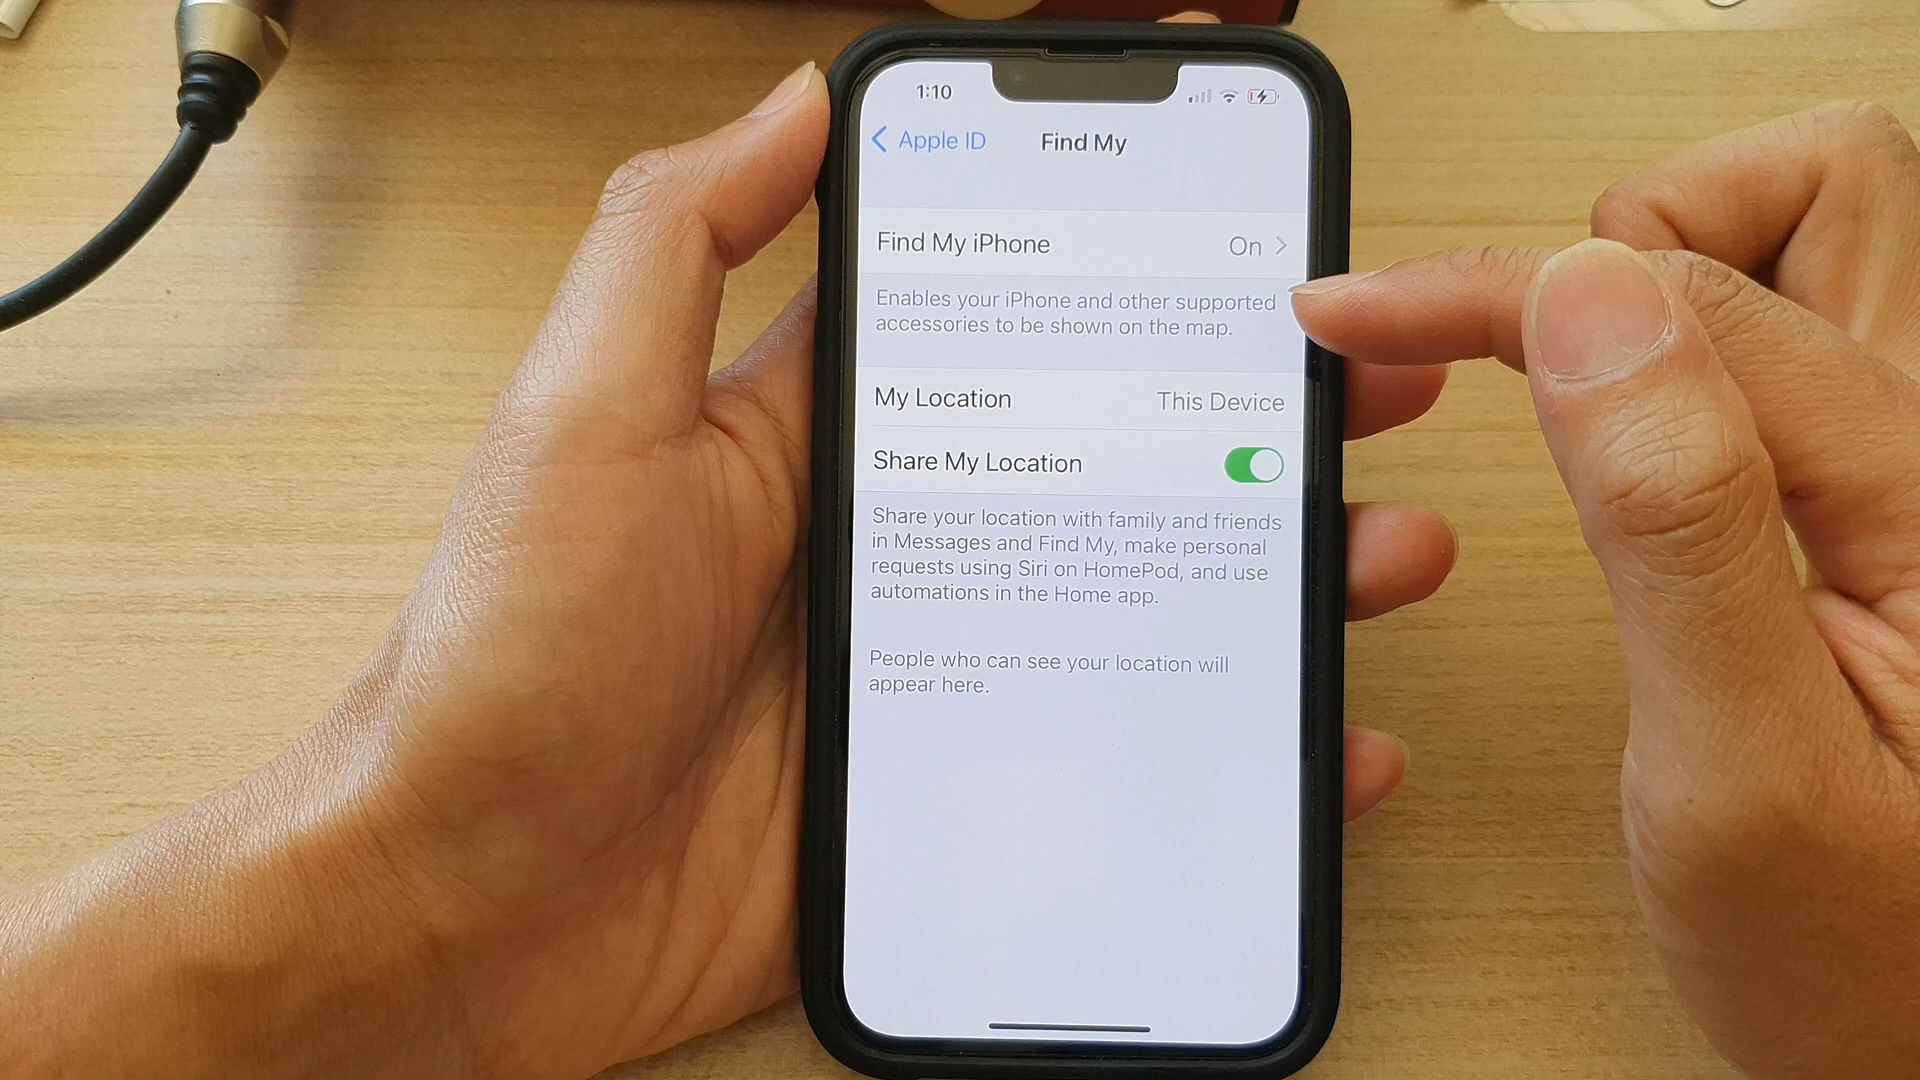 1:10
Apple ID
Find My
Find My iPhone On
Enables your iPhone and other supported
accessories to be shown on the map.
My Location This Device
Share My Location
Share your location with family and friends
in Messages and Find My, make personal
requests using Siri on HomePod, and use
automations in the Home app.
People who can see your location will
appear here.